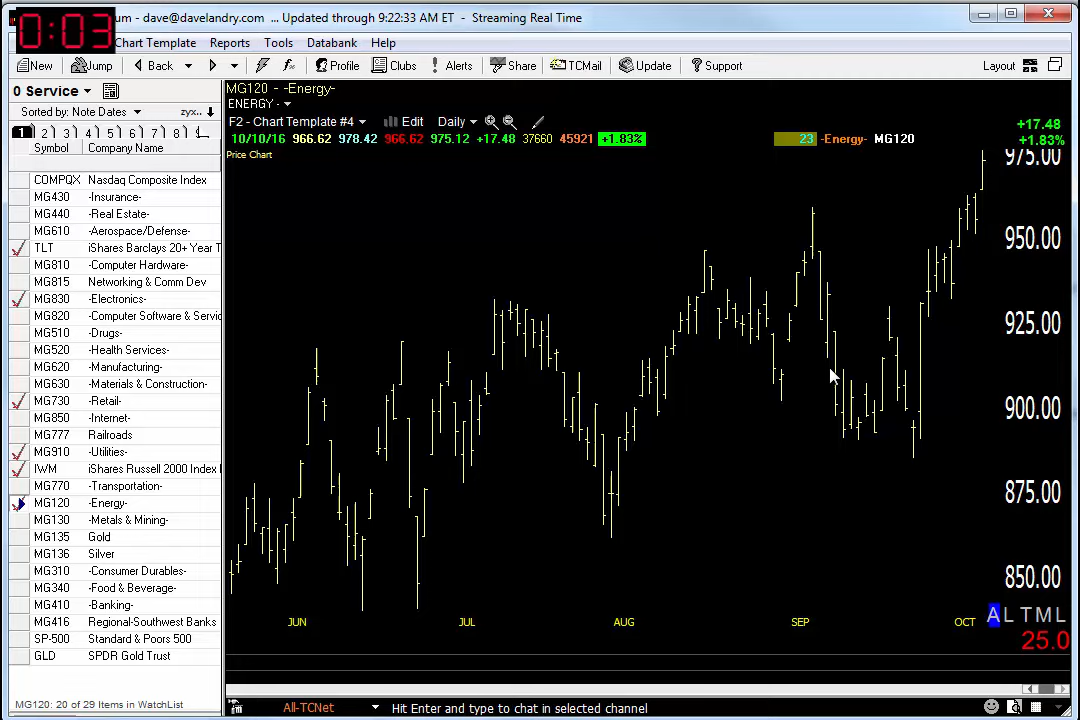 0:03
um - dave@davelandry.com ... Updated through 9:22:33 AM ET - Streaming Real Time
Chart Template Reports Tools Databank Help
New Jump Back Profile Clubs Alerts Share TCMail Update Support Layout
0 Service
Sorted by: Note Dates zyx..
1 2 3 4 5 6 7 8
Symbol Company Name
COMPQX Nasdaq Composite Index
MG430 -Insurance-
MG440 -Real Estate-
MG610 -Aerospace/Defense-
TLT iShares Barclays 20+ Year T
MG810 -Computer Hardware-
MG815 Networking & Comm Dev
MG830 -Electronics-
MG820 -Computer Software & Servic
MG510 -Drugs-
MG520 -Health Services-
MG620 -Manufacturing-
MG630 -Materials & Construction-
MG730 -Retail-
MG850 -Internet-
MG777 Railroads
MG910 -Utilities-
IWM iShares Russell 2000 Index
MG770 -Transportation-
MG120 -Energy-
MG130 -Metals & Mining-
MG135 Gold
MG136 Silver
MG310 -Consumer Durables-
MG340 -Food & Beverage-
MG410 -Banking-
MG416 Regional-Southwest Banks
SP-500 Standard & Poors 500
GLD SPDR Gold Trust
MG120: 20 of 29 Items in WatchList
MG120 - -Energy-
ENERGY -
F2 - Chart Template #4 Edit Daily
10/10/16 966.62 978.42 966.62 975.12 +17.48 37660 45921 +1.83% 23 -Energy- MG120
+17.48
+1.83%
Price Chart
975.00
950.00
925.00
900.00
875.00
850.00
JUN JUL AUG SEP OCT
A L T M L
25.0
All-TCNet Hit Enter and type to chat in selected channel